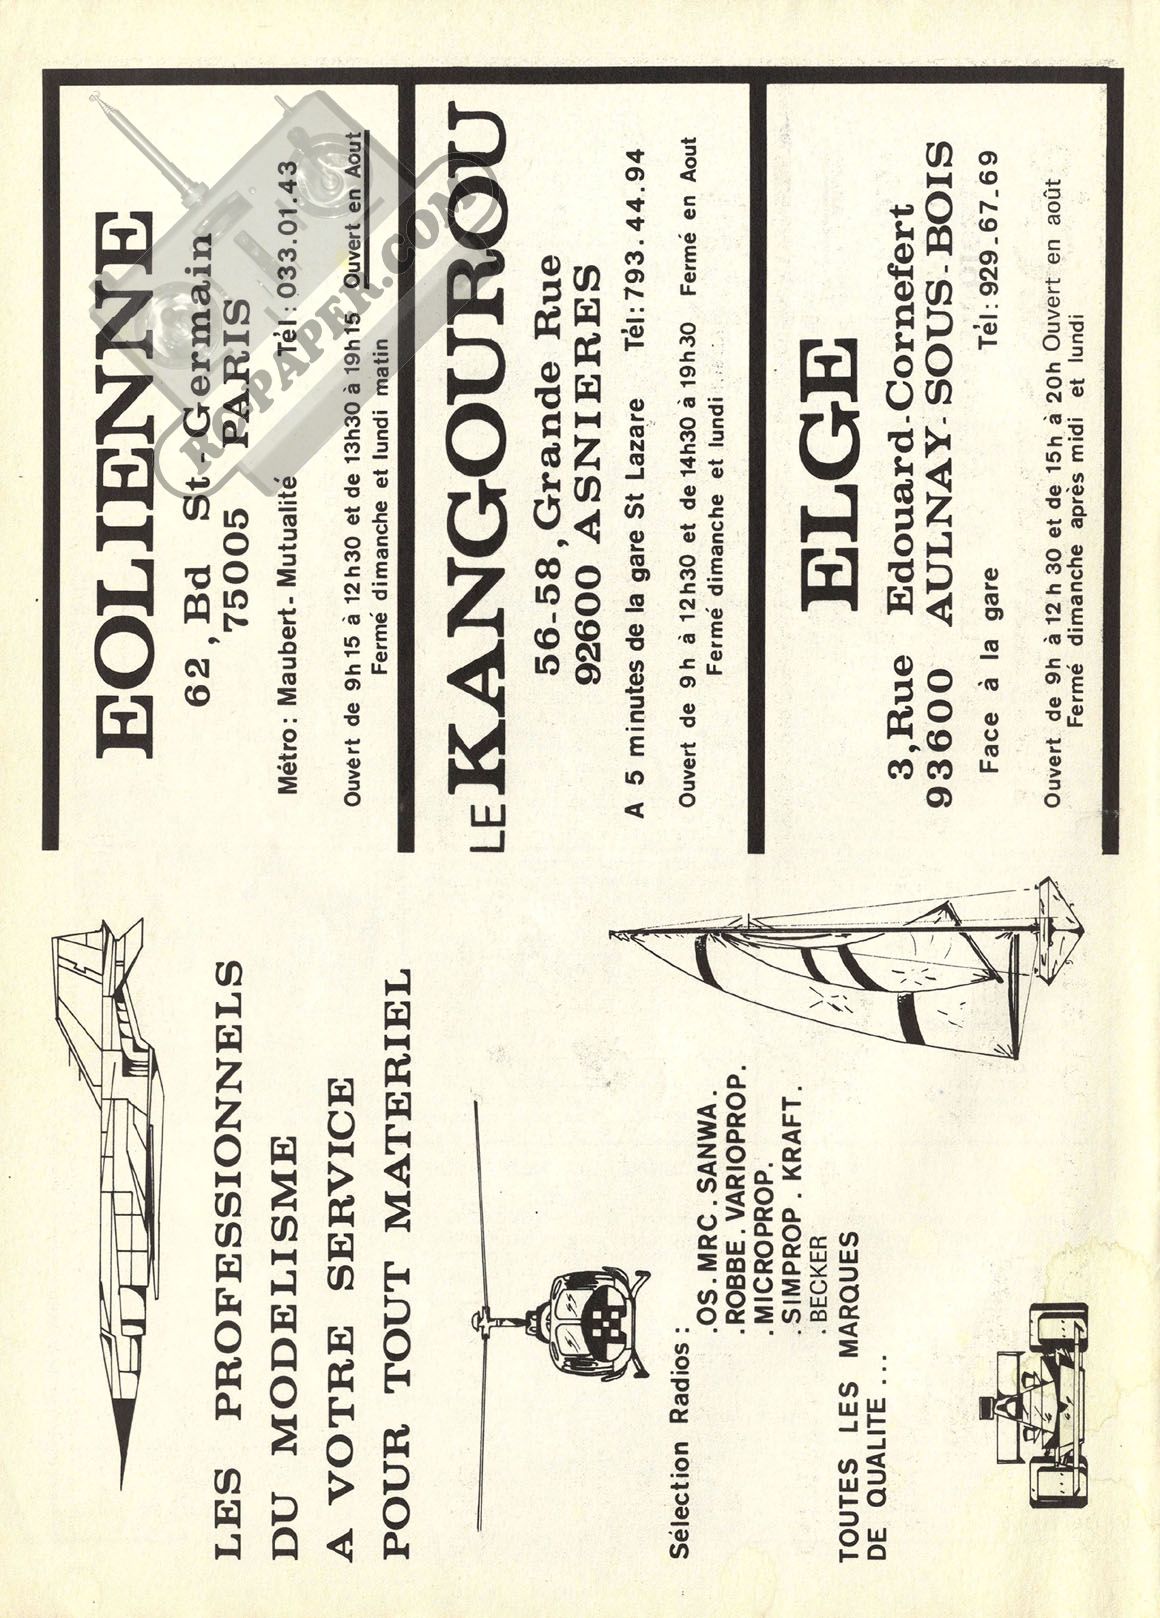 LES PROFESSIONNELS
DU MODELISME
A VOTRE SERVICE
POUR TOUT MATERIEL
Sélection Radios :
.OS.MRC.SANWA.
.ROBBE.VARIOPROP.
.MICROPROP.
.SIMPROP.KRAFT.
.BECKER
TOUTES LES MARQUES
DE QUALITE...
EOLIENNE
62, Bd St-Germain
75005 PARIS
Métro: Maubert-Mutualité Tél: 033.01.43
Ouvert de 9h15 à 12h30 et de 13h30 à 19h15 Ouvert en Aout
Fermé dimanche et lundi matin
LE KANGOUROU
56-58, Grande Rue
92600 ASNIERES
A 5 minutes de la gare St Lazare Tél: 793.44.94
Ouvert de 9h à 12h30 et de 14h30 à 19h30 Fermé en Aout
Fermé dimanche et lundi
ELGE
3, Rue Edouard-Cornefert
93600 AULNAY-SOUS-BOIS
Face à la gare Tél: 929.67.69
Ouvert de 9h à 12h30 et de 15h à 20h Ouvert en août
Fermé dimanche après midi et lundi
RCPAPER.COM